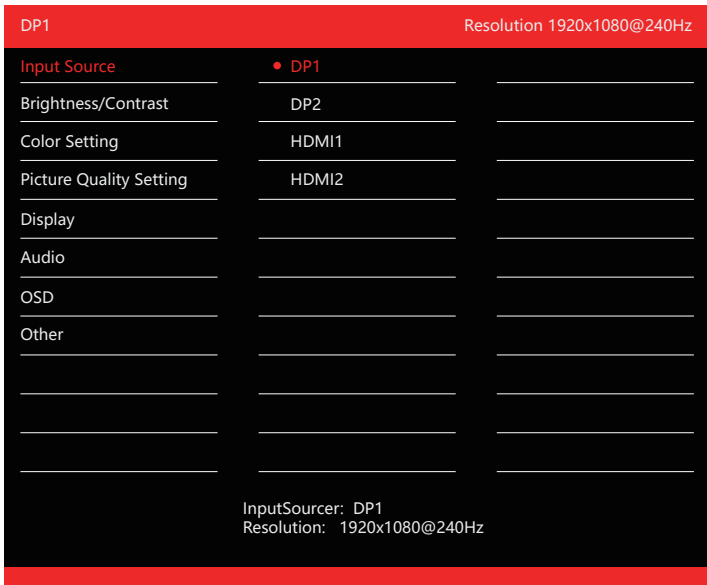 DP1 Resolution 1920x1080@240Hz
Input Source DP1
Brightness/Contrast DP2
Color Setting HDMI1
Picture Quality Setting HDMI2
Display
Audio
OSD
Other
InputSourcer: DP1
Resolution: 1920x1080@240Hz